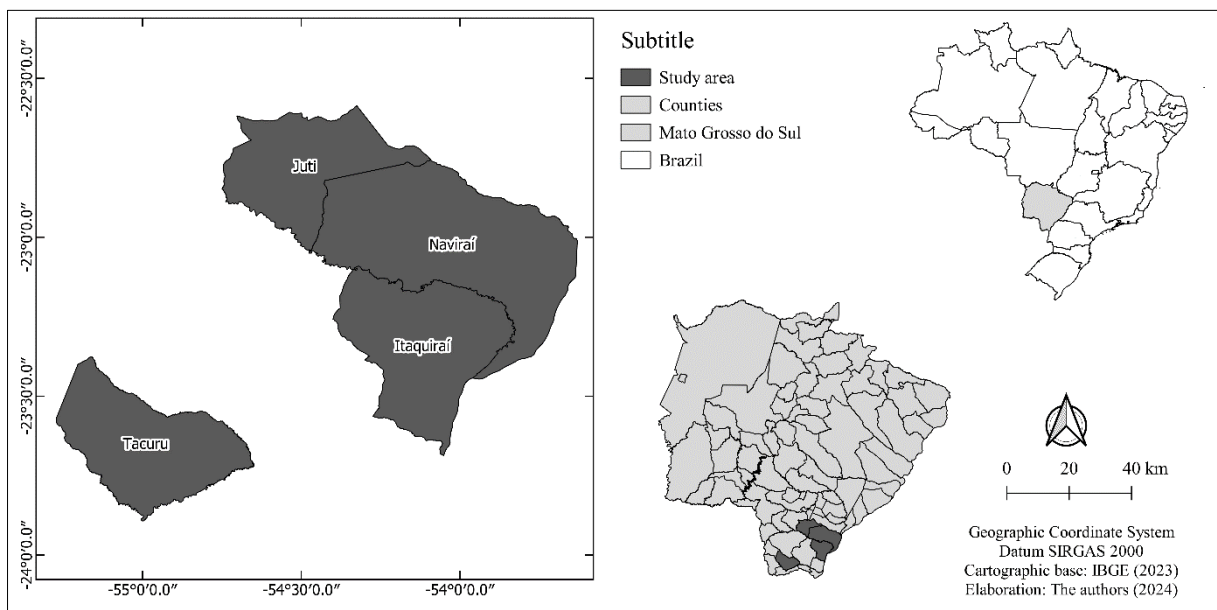 -22°30'0.0"
-23°0'0.0"
-23°30'0.0"
-24°0'0.0"
-55°0'0.0"
-54°30'0.0"
-54°0'0.0"
Juti
Naviraí
Itaquiraí
Tacuru
Subtitle
Study area
Counties
Mato Grosso do Sul
Brazil
0 20 40 km
Geographic Coordinate System
Datum SIRGAS 2000
Cartographic base: IBGE (2023)
Elaboration: The authors (2024)